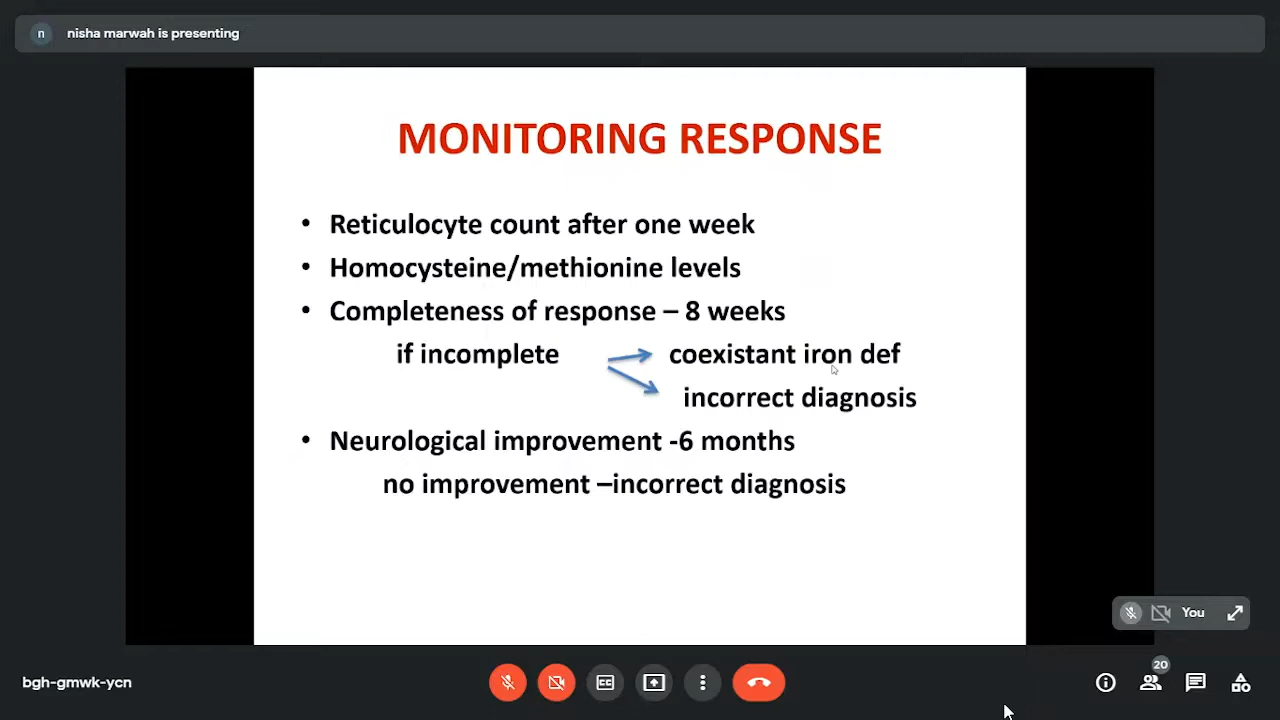 n nisha marwah is presenting
MONITORING RESPONSE
• Reticulocyte count after one week
• Homocysteine/methionine levels
• Completeness of response – 8 weeks
if incomplete coexistant iron def
incorrect diagnosis
• Neurological improvement -6 months
no improvement –incorrect diagnosis
You
bgh-gmwk-ycn
CC
20